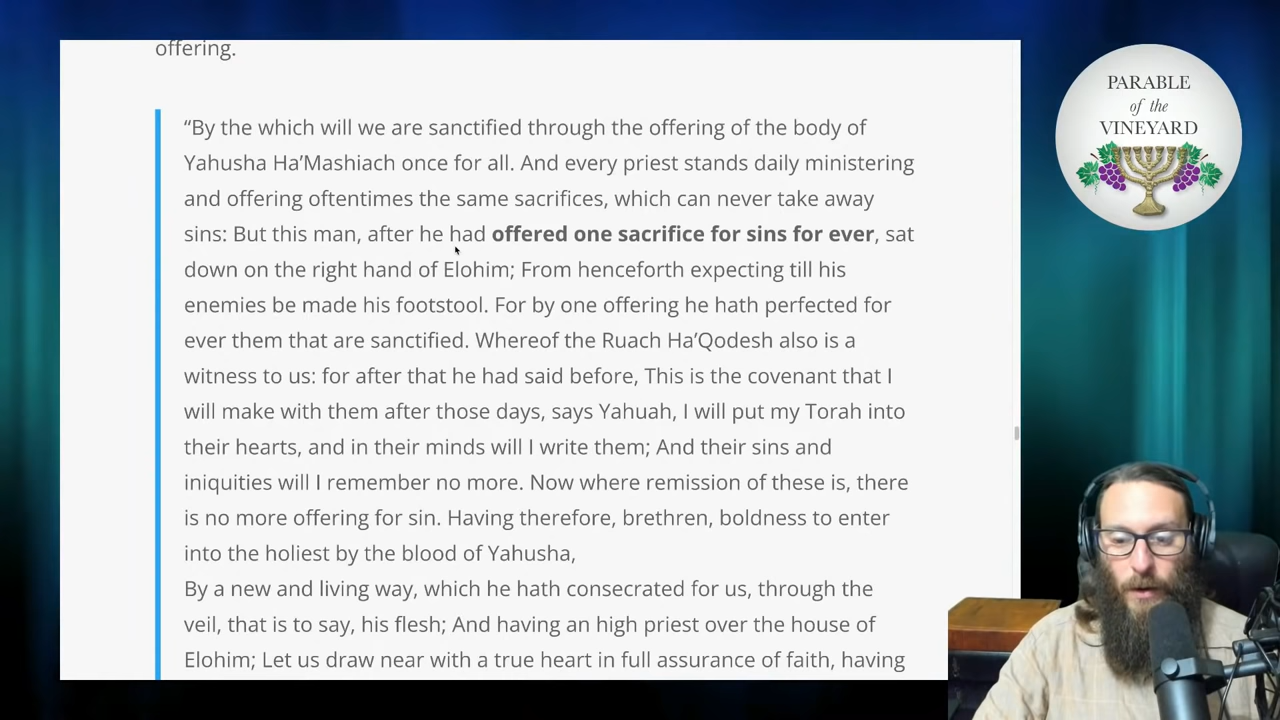 offering.
“By the which will we are sanctified through the offering of the body of
Yahusha Ha’Mashiach once for all. And every priest stands daily ministering
and offering oftentimes the same sacrifices, which can never take away
sins: But this man, after he had offered one sacrifice for sins for ever, sat
down on the right hand of Elohim; From henceforth expecting till his
enemies be made his footstool. For by one offering he hath perfected for
ever them that are sanctified. Whereof the Ruach Ha’Qodesh also is a
witness to us: for after that he had said before, This is the covenant that I
will make with them after those days, says Yahuah, I will put my Torah into
their hearts, and in their minds will I write them; And their sins and
iniquities will I remember no more. Now where remission of these is, there
is no more offering for sin. Having therefore, brethren, boldness to enter
into the holiest by the blood of Yahusha,
By a new and living way, which he hath consecrated for us, through the
veil, that is to say, his flesh; And having an high priest over the house of
Elohim; Let us draw near with a true heart in full assurance of faith, having
PARABLE
of the
VINEYARD